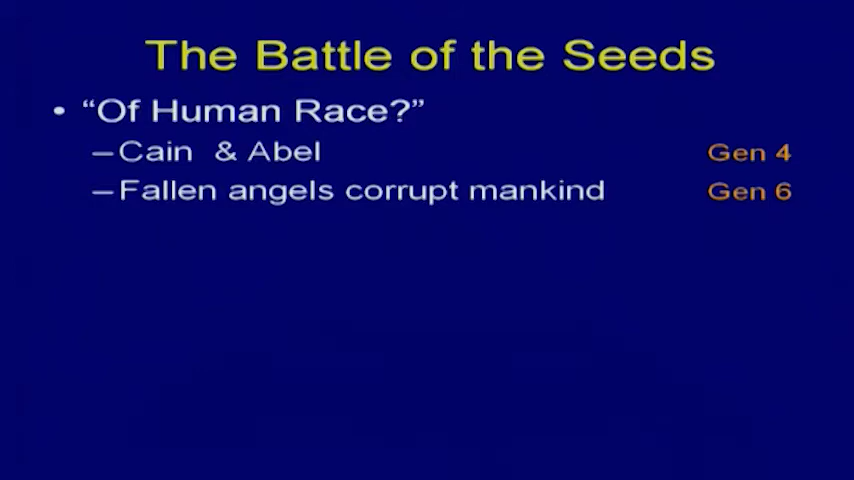 The Battle of the Seeds
• “Of Human Race?”
– Cain & Abel Gen 4
– Fallen angels corrupt mankind Gen 6